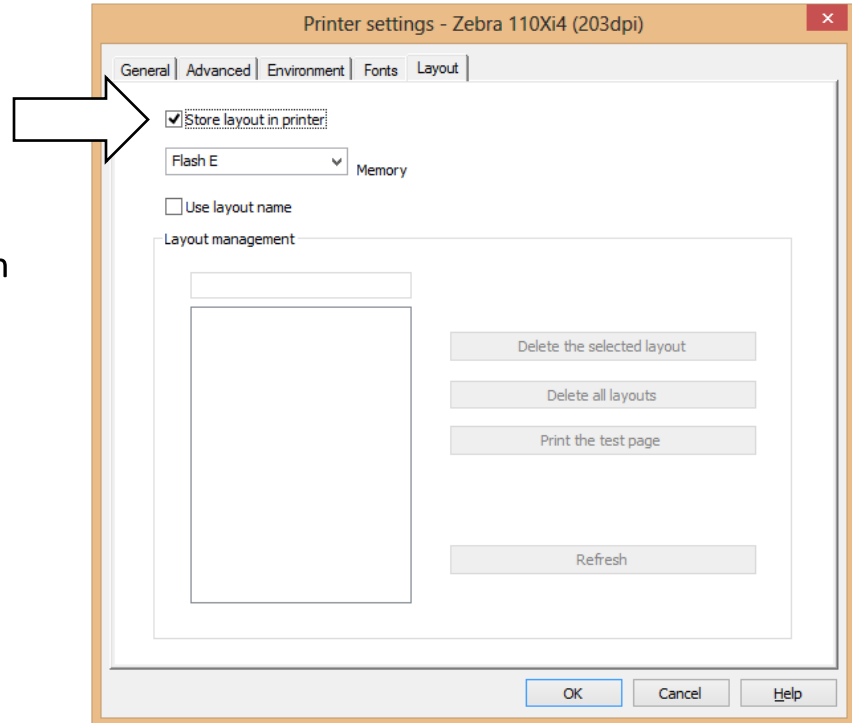 Printer settings - Zebra 110Xi4 (203dpi)
General Advanced Environment Fonts Layout
Store layout in printer
Flash E
Memory
Use layout name
Layout management
Delete the selected layout
Delete all layouts
Print the test page
Refresh
OK Cancel Help